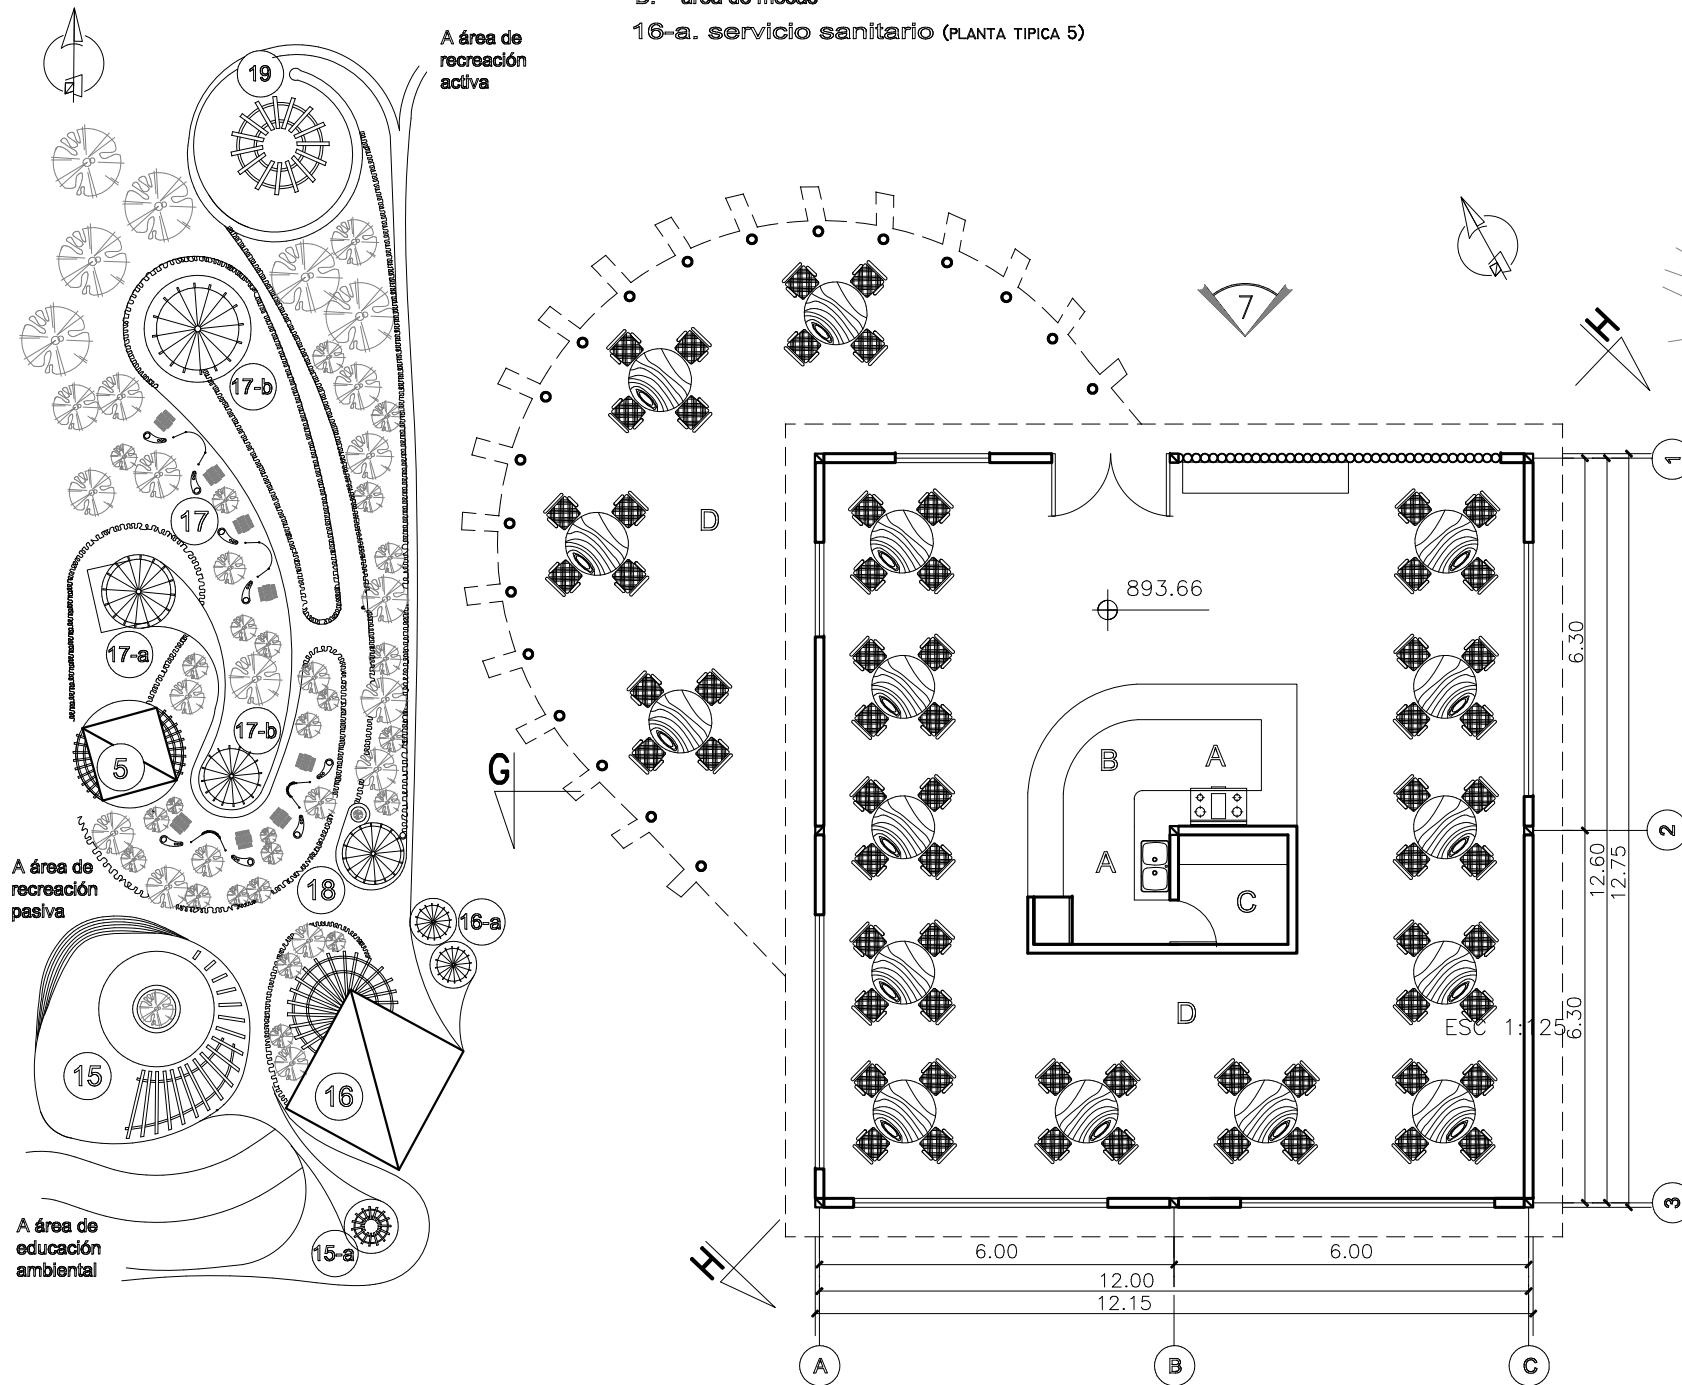 16-a. servicio sanitario (PLANTA TIPICA 5)
A área de
recreación
activa
19
17-b
17
17-a
17-b
5
18
16-a
A área de
recreación
pasiva
15
16
15-a
A área de
educación
ambiental
7
H
G
D
893.66
B
A
A
C
D
ESC 1:125
6.30
12.60
12.75
6.30
1
2
3
H
6.00
6.00
12.00
12.15
A
B
C